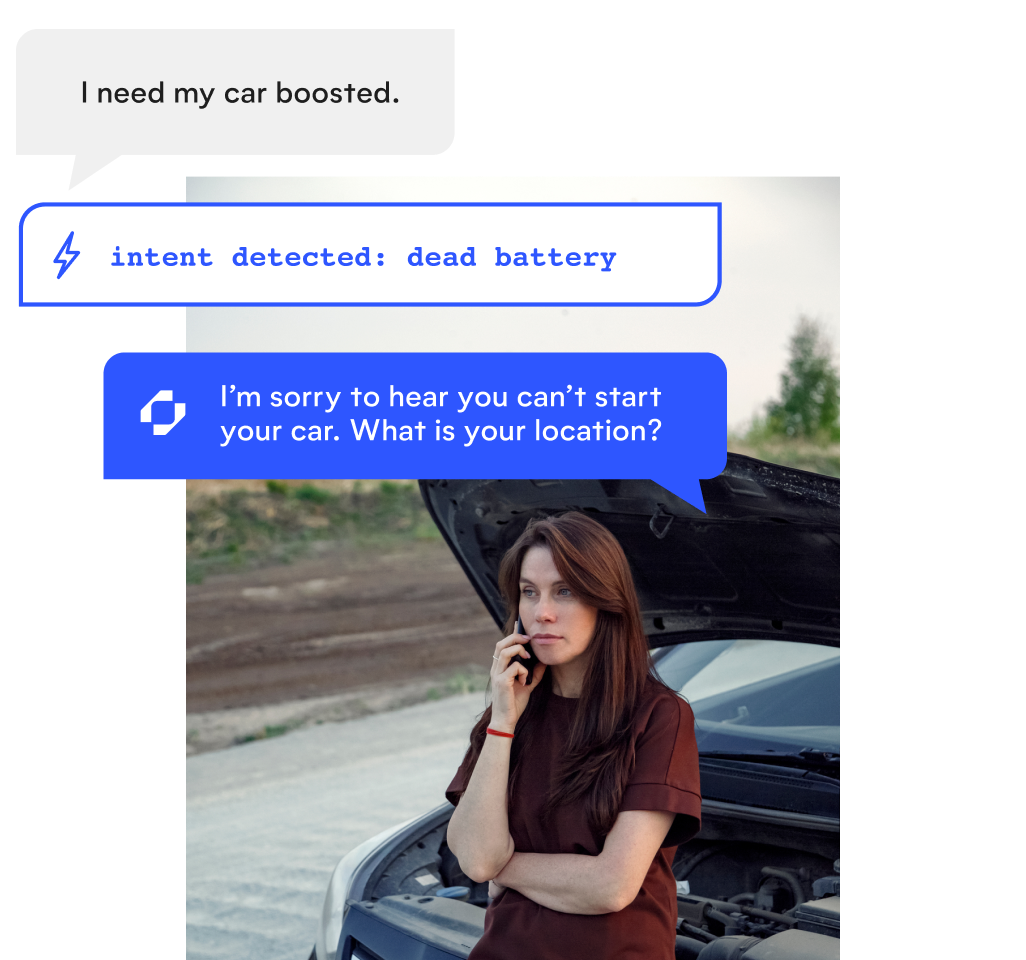 I need my car boosted.
intent detected: dead battery
I’m sorry to hear you can’t start
your car. What is your location?